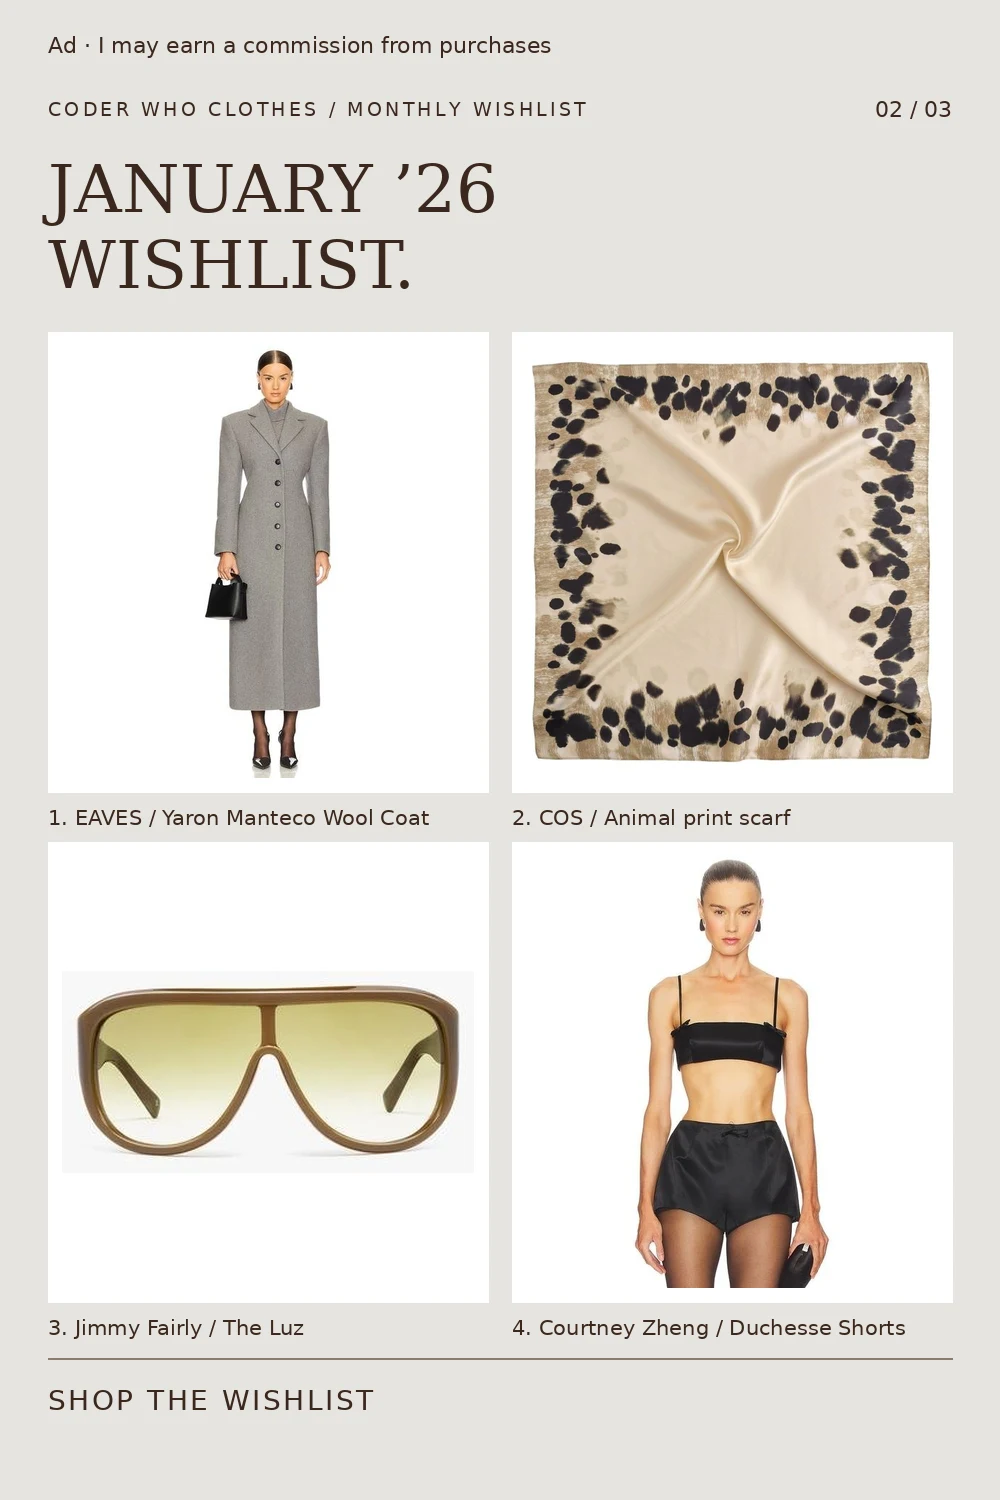 Ad · I may earn a commission from purchases
CODER WHO CLOTHES / MONTHLY WISHLIST
02 / 03
JANUARY ’26
WISHLIST.
1. EAVES / Yaron Manteco Wool Coat
2. COS / Animal print scarf
3. Jimmy Fairly / The Luz
4. Courtney Zheng / Duchesse Shorts
SHOP THE WISHLIST